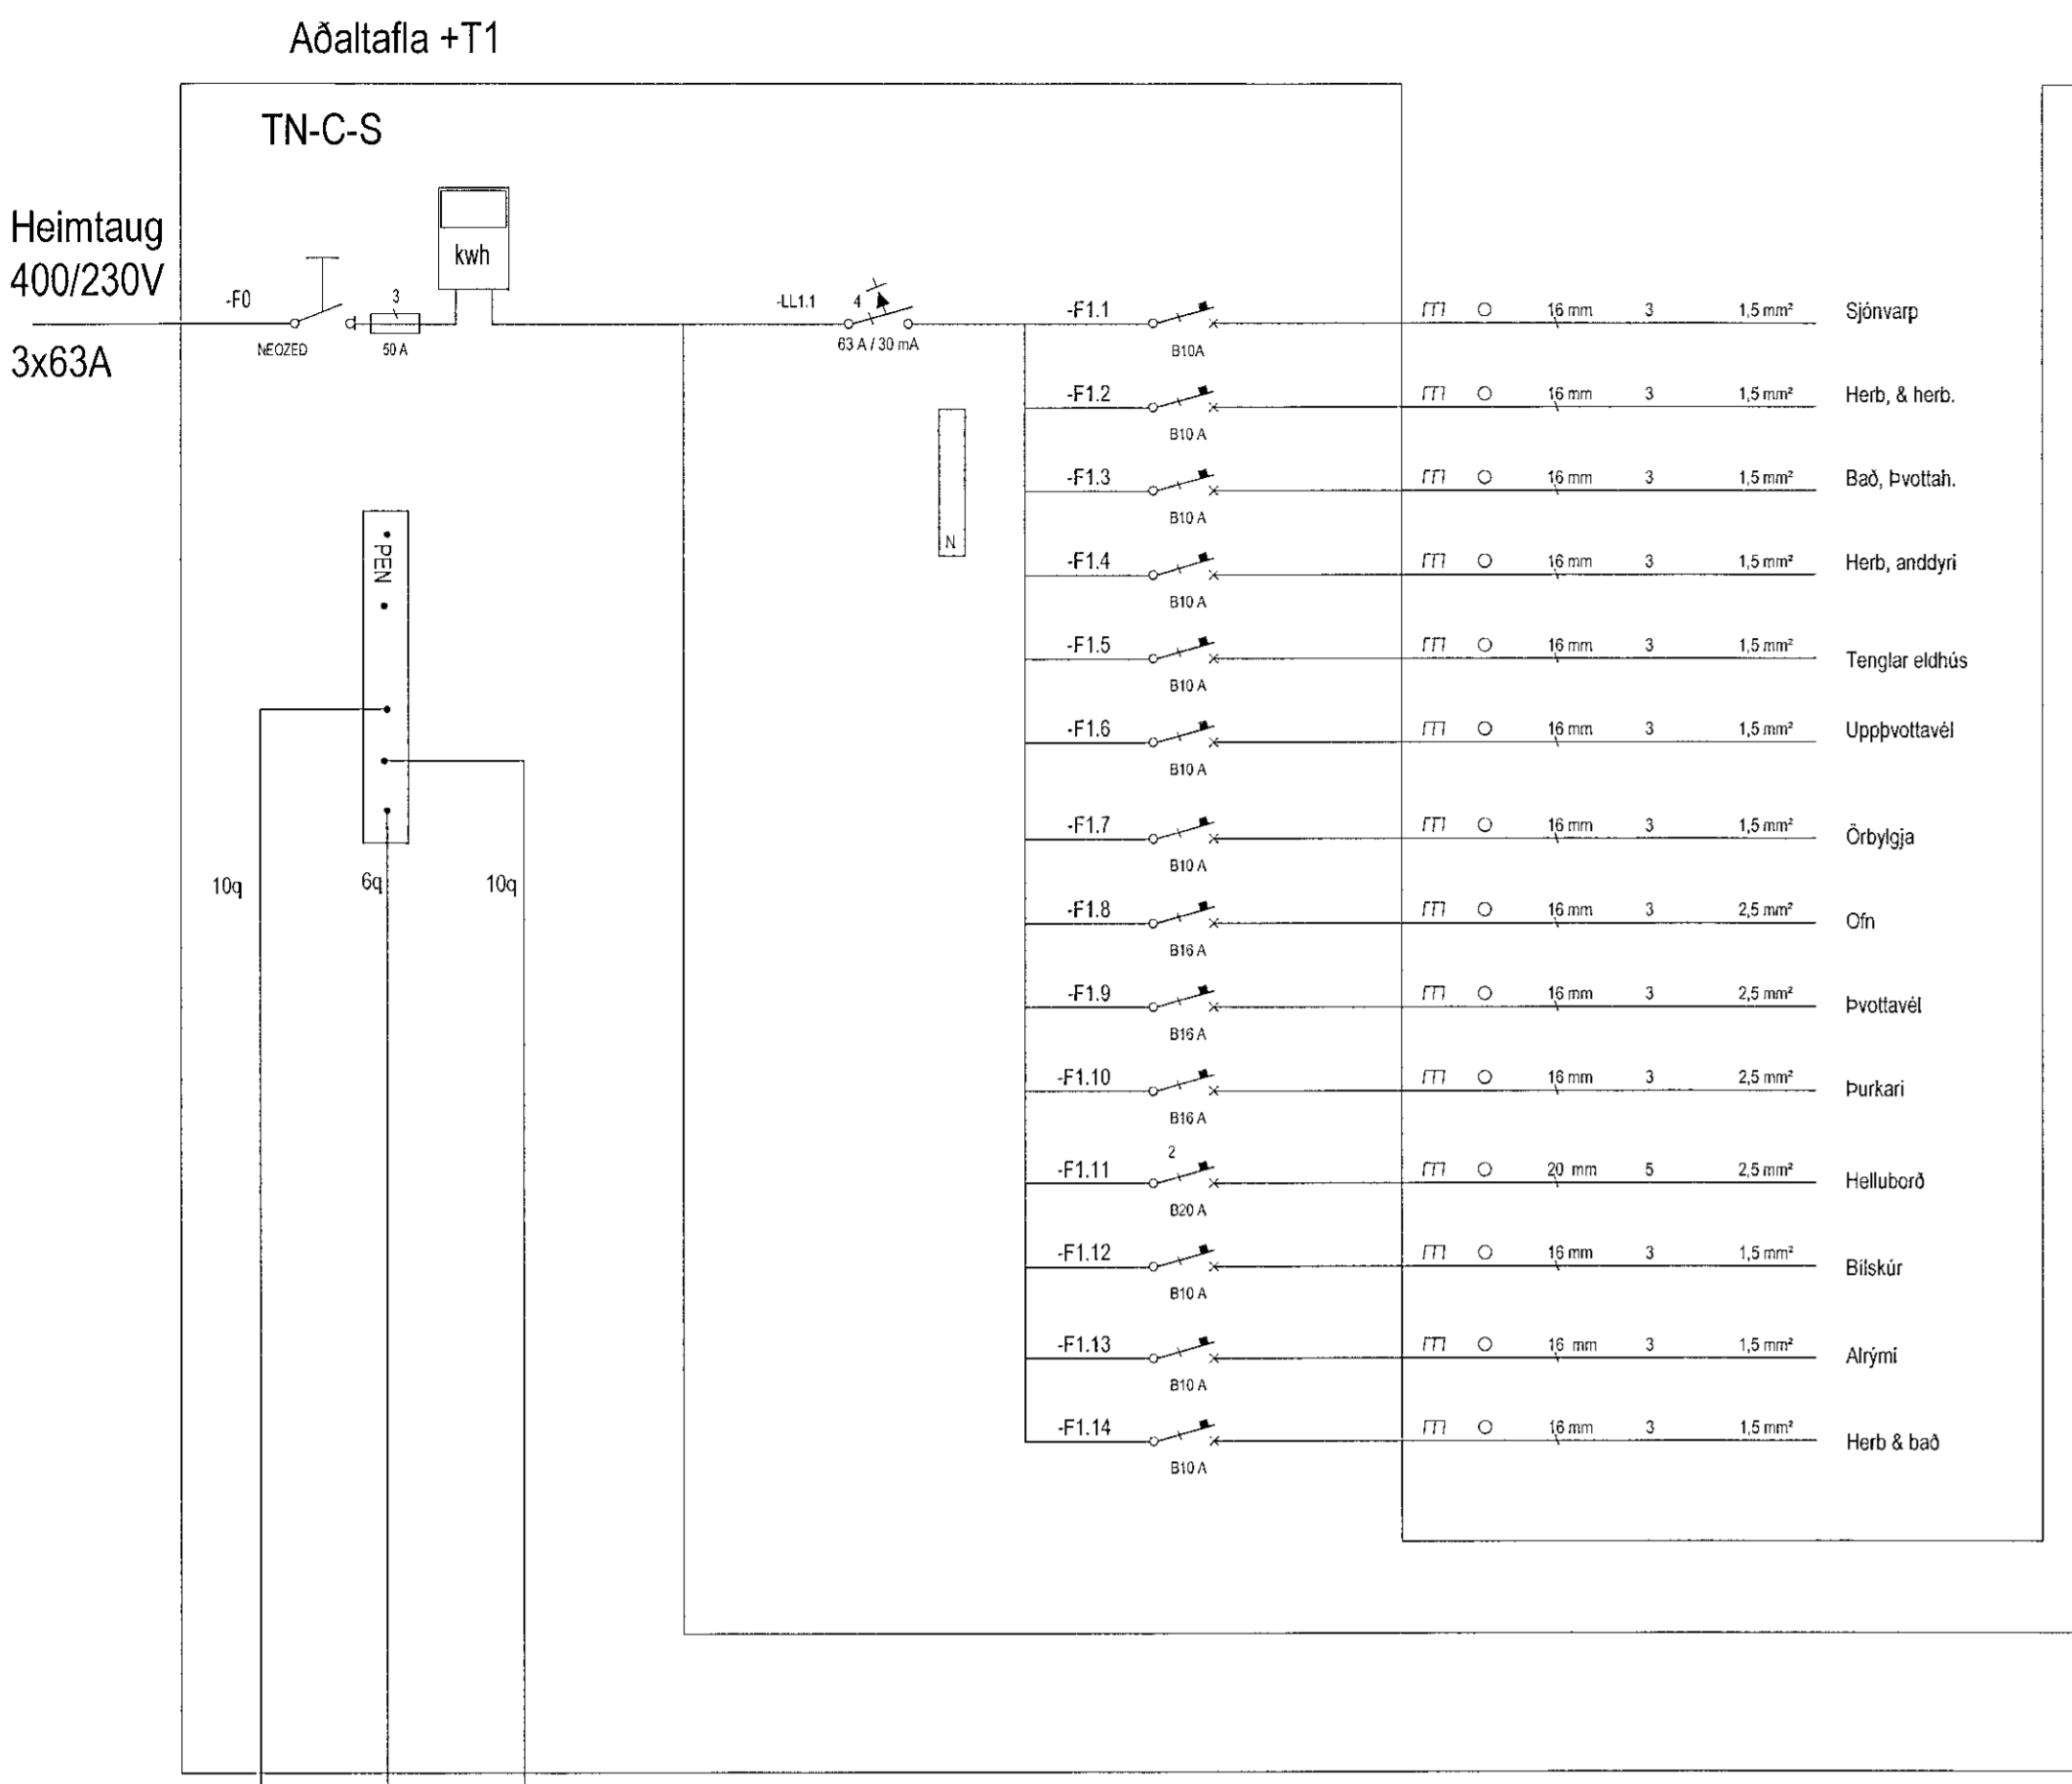 Aðaltafla +T1
TN-C-S
Heimtaug
400/230V
3x63A
-F0
NEOZED
3
50 A
kwh
-LL1.1
4
63 A / 30 mA
N
PEN
10q
6q
10q
-F1.1 B10A 16 mm 3 1,5 mm² Sjónvarp
-F1.2 B10 A 16 mm 3 1,5 mm² Herb, & herb.
-F1.3 B10 A 16 mm 3 1,5 mm² Bað, Þvottah.
-F1.4 B10 A 16 mm 3 1,5 mm² Herb, anddyri
-F1.5 B10 A 16 mm 3 1,5 mm² Tenglar eldhús
-F1.6 B10 A 16 mm 3 1,5 mm² Uppþvottavél
-F1.7 B10 A 16 mm 3 1,5 mm² Örbylgja
-F1.8 B16 A 16 mm 3 2,5 mm² Ofn
-F1.9 B16 A 16 mm 3 2,5 mm² Þvottavél
-F1.10 B16 A 16 mm 3 2,5 mm² Þurkari
-F1.11 2 B20 A 20 mm 5 2,5 mm² Helluborð
-F1.12 B10 A 16 mm 3 1,5 mm² Bílskúr
-F1.13 B10 A 16 mm 3 1,5 mm² Alrými
-F1.14 B10 A 16 mm 3 1,5 mm² Herb & bað